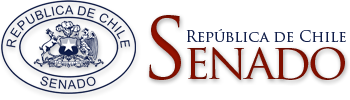 REPUBLICA DE CHILE
SENADO
REPÚBLICA DE CHILE
SENADO